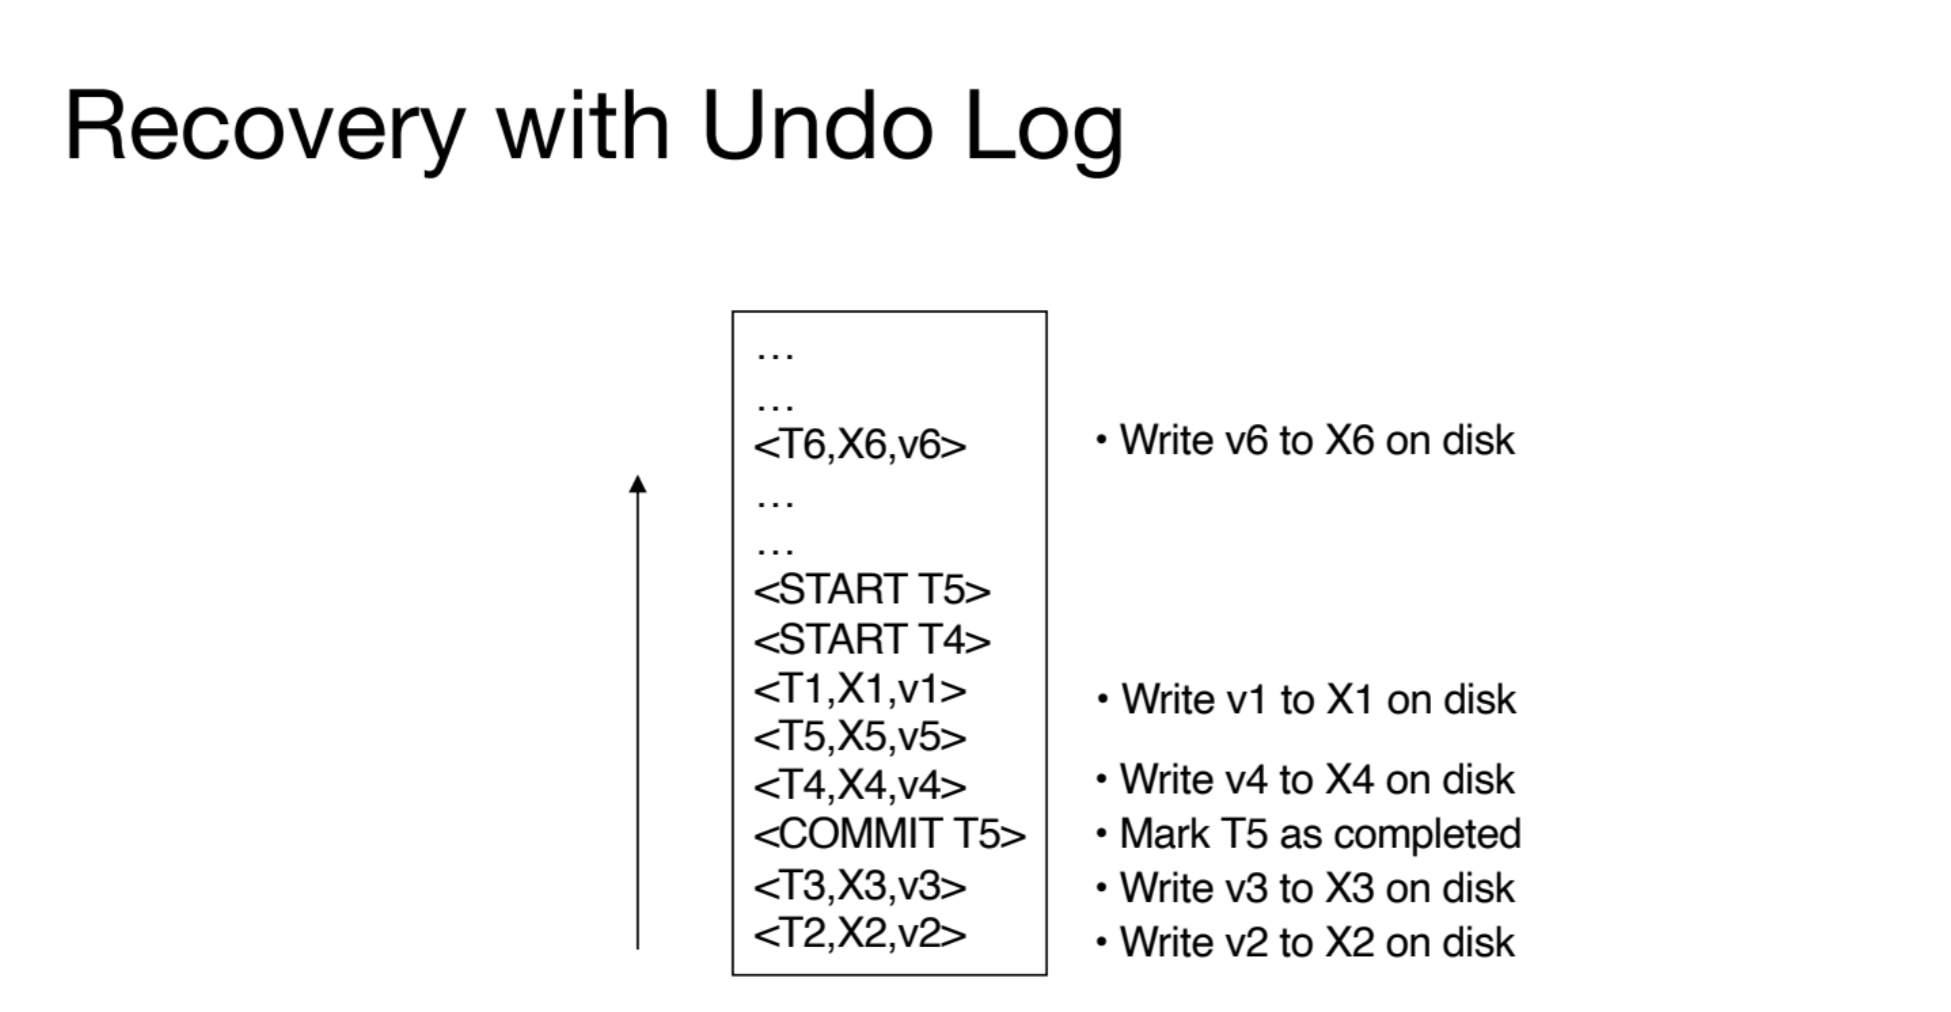 Recovery with Undo Log
…
…
<T6,X6,v6> • Write v6 to X6 on disk
…
…
<START T5>
<START T4>
<T1,X1,v1> • Write v1 to X1 on disk
<T5,X5,v5>
<T4,X4,v4> • Write v4 to X4 on disk
<COMMIT T5> • Mark T5 as completed
<T3,X3,v3> • Write v3 to X3 on disk
<T2,X2,v2> • Write v2 to X2 on disk